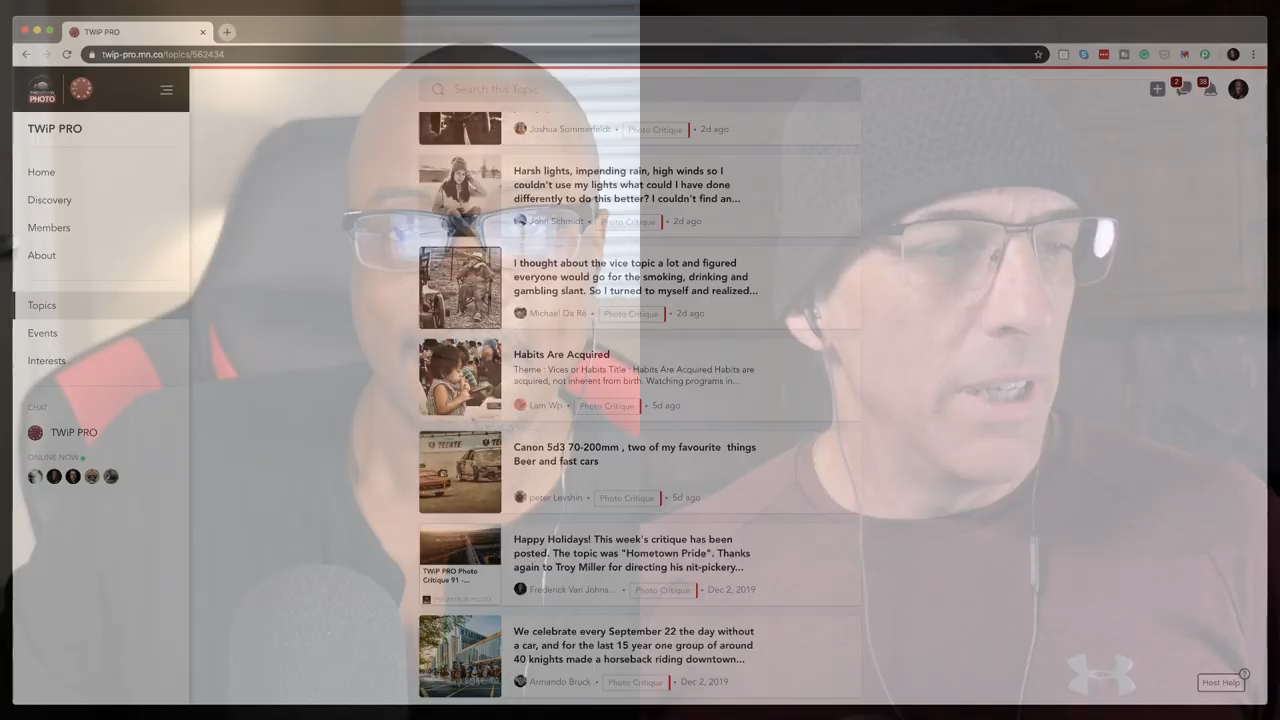 TWiP PRO
twip-pro.mn.co/topics/562434
PHOTO
Search this Topic
2
38
TWiP PRO
Home
Discovery
Members
About
Topics
Events
Interests
CHAT
TWiP PRO
ONLINE NOW
Joshua Sommerfeldt • Photo Critique • 2d ago
Harsh lights, impending rain, high winds so I
couldn't use my lights what could I have done
differently to do this better? I couldn't find an...
John Schmidt • Photo Critique • 2d ago
I thought about the vice topic a lot and figured
everyone would go for the smoking, drinking and
gambling slant. So I turned to myself and realized...
Michael Da Re • Photo Critique • 2d ago
Habits Are Acquired
Theme : Vices or Habits Title : Habits Are Acquired Habits are
acquired, not inherent from birth. Watching programs in...
Lam Wp • Photo Critique • 5d ago
TECATE
Canon 5d3 70-200mm , two of my favourite things
Beer and fast cars
peter Levshin • Photo Critique • 5d ago
TWiP PRO Photo
Critique 91 -...
Happy Holidays! This week's critique has been
posted. The topic was "Hometown Pride". Thanks
again to Troy Miller for directing his nit-pickery...
Frederick Van Johns... • Photo Critique • Dec 2, 2019
We celebrate every September 22 the day without
a car, and for the last 15 year one group of around
40 knights made a horseback riding downtown...
Armando Bruck • Photo Critique • Dec 2, 2019
Host Help
?